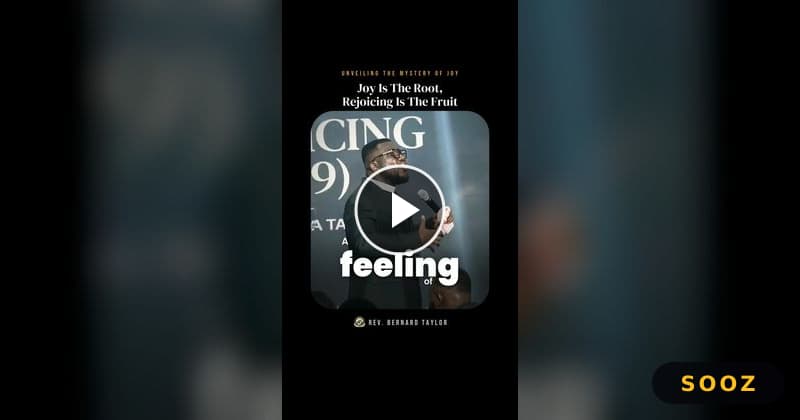 UNVEILING THE MYSTERY OF JOY
Joy Is The Root,
Rejoicing Is The Fruit
ICING
9)
A TA
A
feeling
of
REV. BERNARD TAYLOR
SOOZ